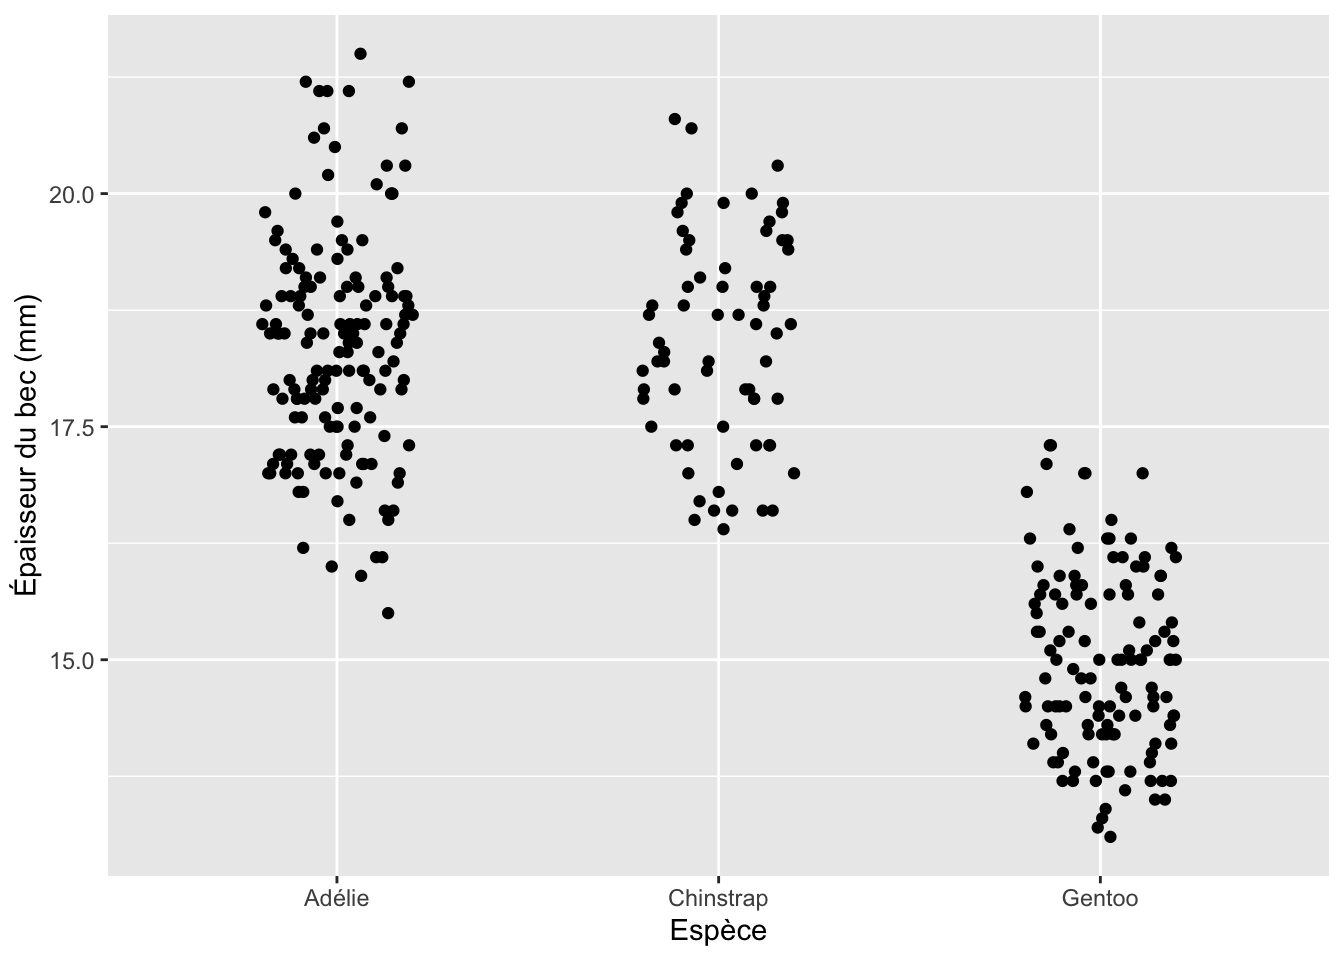 Épaisseur du bec (mm)
20.0
17.5
15.0
Adélie
Chinstrap
Gentoo
Espèce